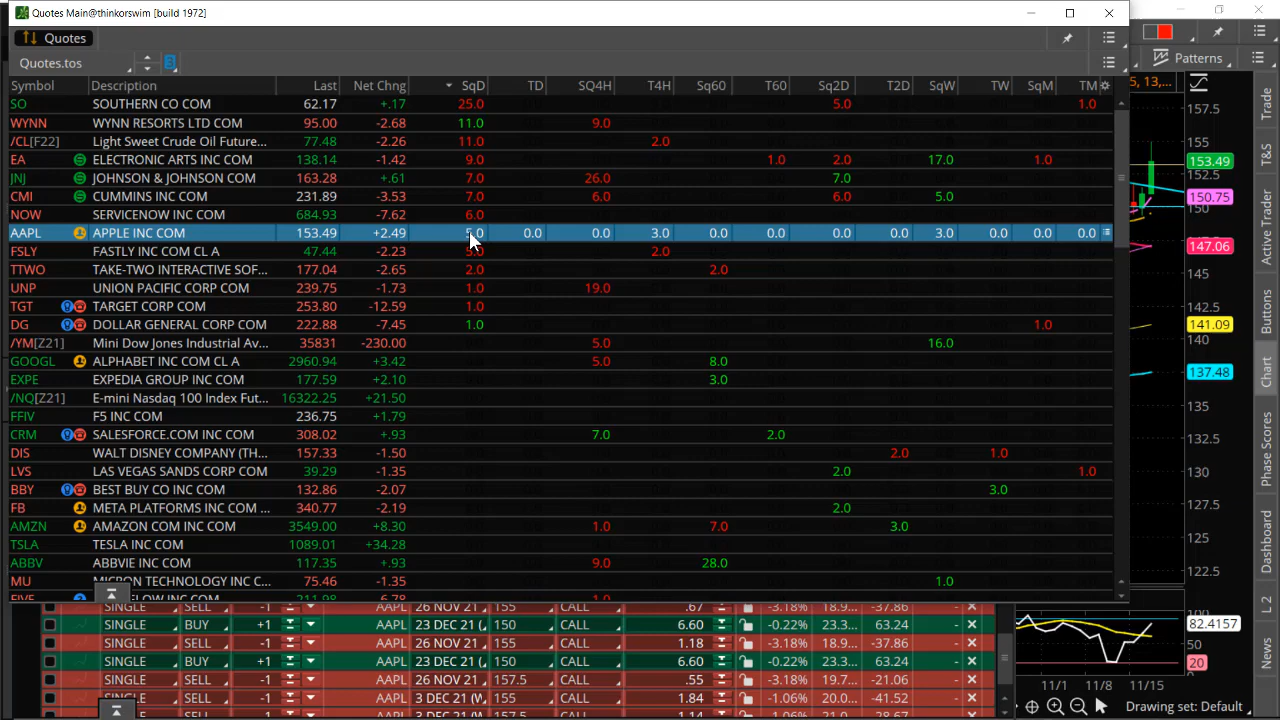 Quotes Main@thinkorswim [build 1972]
Quotes
Quotes.tos 3
Symbol Description Last Net Chng SqD TD SQ4H T4H Sq60 T60 Sq2D T2D SqW TW SqM TM
SO SOUTHERN CO COM 62.17 +.17 25.0 5.0 1.0
WYNN WYNN RESORTS LTD COM 95.00 -2.68 11.0 9.0
/CL[F22] Light Sweet Crude Oil Future... 77.48 -2.26 11.0 2.0
EA ELECTRONIC ARTS INC COM 138.14 -1.42 9.0 1.0 2.0 17.0 1.0
JNJ JOHNSON & JOHNSON COM 163.28 +.61 7.0 26.0 7.0
CMI CUMMINS INC COM 231.89 -3.53 7.0 6.0 6.0 5.0
NOW SERVICENOW INC COM 684.93 -7.62 6.0
AAPL APPLE INC COM 153.49 +2.49 5.0 0.0 0.0 3.0 0.0 0.0 0.0 0.0 3.0 0.0 0.0 0.0
FSLY FASTLY INC COM CL A 47.44 -2.23 5.0 2.0
TTWO TAKE-TWO INTERACTIVE SOF... 177.04 -2.65 2.0 2.0
UNP UNION PACIFIC CORP COM 239.75 -1.73 1.0 19.0
TGT TARGET CORP COM 253.80 -12.59 1.0
DG DOLLAR GENERAL CORP COM 222.88 -7.45 1.0 1.0
/YM[Z21] Mini Dow Jones Industrial Av... 35831 -230.00 5.0 16.0
GOOGL ALPHABET INC COM CL A 2960.94 +3.42 5.0 8.0
EXPE EXPEDIA GROUP INC COM 177.59 +2.10 3.0
/NQ[Z21] E-mini Nasdaq 100 Index Fut... 16322.25 +21.50
FFIV F5 INC COM 236.75 +1.79
CRM SALESFORCE.COM INC COM 308.02 +.93 7.0 2.0
DIS WALT DISNEY COMPANY (TH... 157.33 -1.50 2.0 1.0
LVS LAS VEGAS SANDS CORP COM 39.29 -1.35 2.0 1.0
BBY BEST BUY CO INC COM 132.86 -2.07 3.0
FB META PLATFORMS INC COM ... 340.77 -2.19 2.0
AMZN AMAZON COM INC COM 3549.00 +8.30 1.0 7.0 3.0
TSLA TESLA INC COM 1089.01 +34.28
ABBV ABBVIE INC COM 117.35 +.93 9.0 28.0
MU MICRON TECHNOLOGY INC C... 75.46 -1.35 1.0
SINGLE SELL -1 AAPL 26 NOV 21 155 CALL .67 -3.18% 18.9... -37.86 -
SINGLE BUY +1 AAPL 23 DEC 21 ( 150 CALL 6.60 -0.22% 23.3... 63.24 -
SINGLE SELL -1 AAPL 26 NOV 21 155 CALL 1.18 -3.18% 18.9... -37.86 -
SINGLE BUY +1 AAPL 23 DEC 21 ( 150 CALL 6.60 -0.22% 23.3... 63.24 -
SINGLE SELL -1 AAPL 26 NOV 21 157.5 CALL .55 -3.18% 19.7... -21.06 -
SINGLE SELL -1 AAPL 3 DEC 21 (W 155 CALL 1.84 -1.06% 20.0... -41.52 -
Patterns
5, 13,...
157.5
155
153.49
152.5
150.75
150
147.06
145
142.5
141.09
140
137.48
135
132.5
130
127.5
125
122.5
100
82.4157
50
20
11/1 11/8 11/15
Drawing set: Default
Trade
T&S
Active Trader
Buttons
Chart
Phase Scores
Dashboard
L 2
News